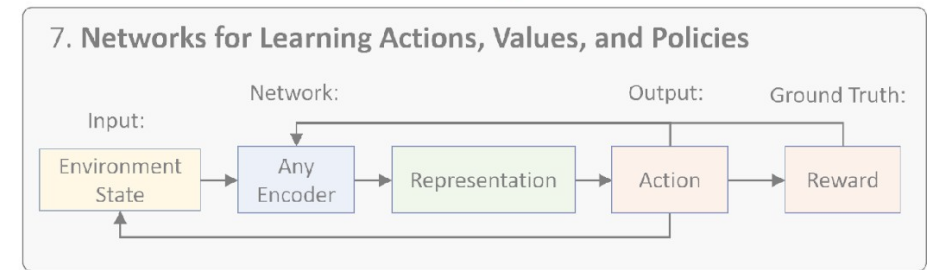 7. Networks for Learning Actions, Values, and Policies
Network:
Output:
Ground Truth:
Input:
Environment
State
Any
Encoder
Representation
Action
Reward